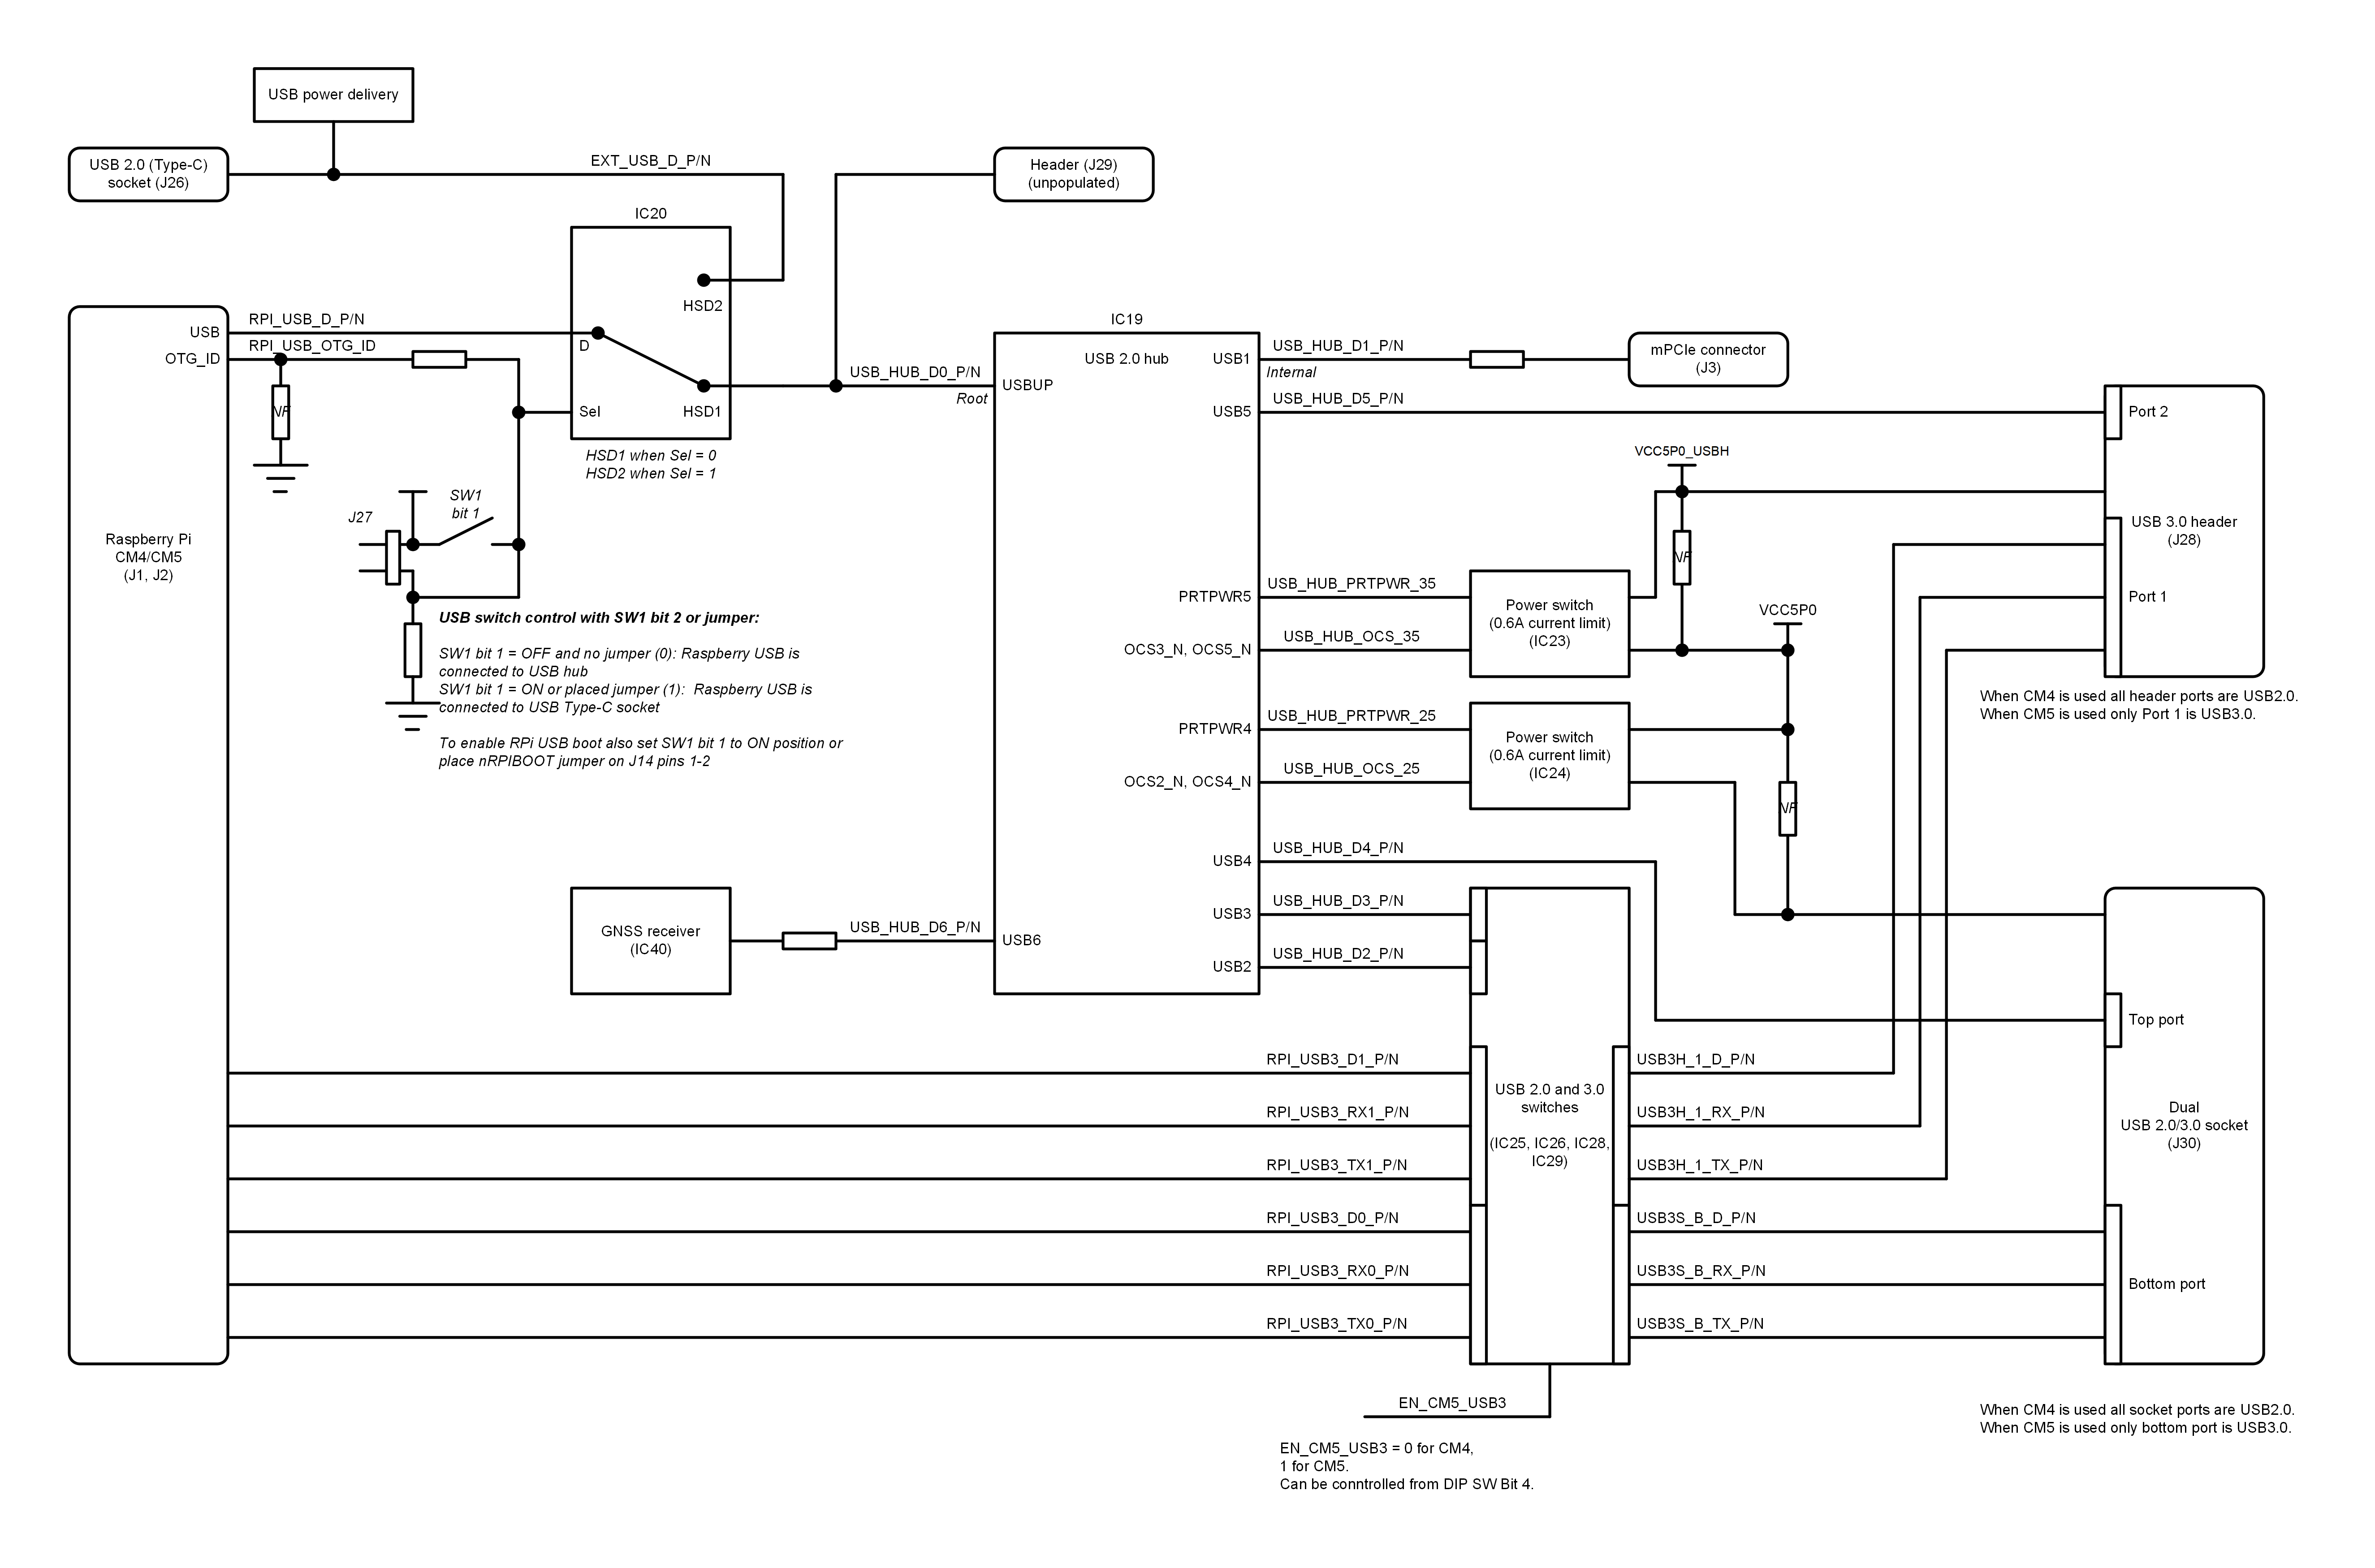 USB power delivery
USB 2.0 (Type-C)
socket (J26)
EXT_USB_D_P/N
Header (J29)
(unpopulated)
IC20
HSD2
RPI_USB_D_P/N
USB
D
RPI_USB_OTG_ID
OTG_ID
NF
Sel
HSD1
HSD1 when Sel = 0
HSD2 when Sel = 1
USB_HUB_D0_P/N
Root
IC19
USB 2.0 hub
USBUP
USB1
USB_HUB_D1_P/N
Internal
mPCIe connector
(J3)
USB5
USB_HUB_D5_P/N
Port 2
VCC5P0_USBH
SW1
bit 1
J27
Raspberry Pi
CM4/CM5
(J1, J2)
USB 3.0 header
(J28)
NF
Port 1
PRTPWR5
USB_HUB_PRTPWR_35
Power switch
(0.6A current limit)
(IC23)
OCS3_N, OCS5_N
USB_HUB_OCS_35
VCC5P0
USB switch control with SW1 bit 2 or jumper:
SW1 bit 1 = OFF and no jumper (0): Raspberry USB is
connected to USB hub
SW1 bit 1 = ON or placed jumper (1):  Raspberry USB is
connected to USB Type-C socket
To enable RPi USB boot also set SW1 bit 1 to ON position or
place nRPIBOOT jumper on J14 pins 1-2
When CM4 is used all header ports are USB2.0.
When CM5 is used only Port 1 is USB3.0.
PRTPWR4
USB_HUB_PRTPWR_25
Power switch
(0.6A current limit)
(IC24)
OCS2_N, OCS4_N
USB_HUB_OCS_25
NF
USB4
USB_HUB_D4_P/N
USB3
USB_HUB_D3_P/N
GNSS receiver
(IC40)
USB_HUB_D6_P/N
USB6
USB2
USB_HUB_D2_P/N
Top port
RPI_USB3_D1_P/N
USB3H_1_D_P/N
USB 2.0 and 3.0
switches
(IC25, IC26, IC28,
IC29)
RPI_USB3_RX1_P/N
USB3H_1_RX_P/N
Dual
USB 2.0/3.0 socket
(J30)
RPI_USB3_TX1_P/N
USB3H_1_TX_P/N
RPI_USB3_D0_P/N
USB3S_B_D_P/N
RPI_USB3_RX0_P/N
USB3S_B_RX_P/N
Bottom port
RPI_USB3_TX0_P/N
USB3S_B_TX_P/N
EN_CM5_USB3
When CM4 is used all socket ports are USB2.0.
When CM5 is used only bottom port is USB3.0.
EN_CM5_USB3 = 0 for CM4,
1 for CM5.
Can be conntrolled from DIP SW Bit 4.